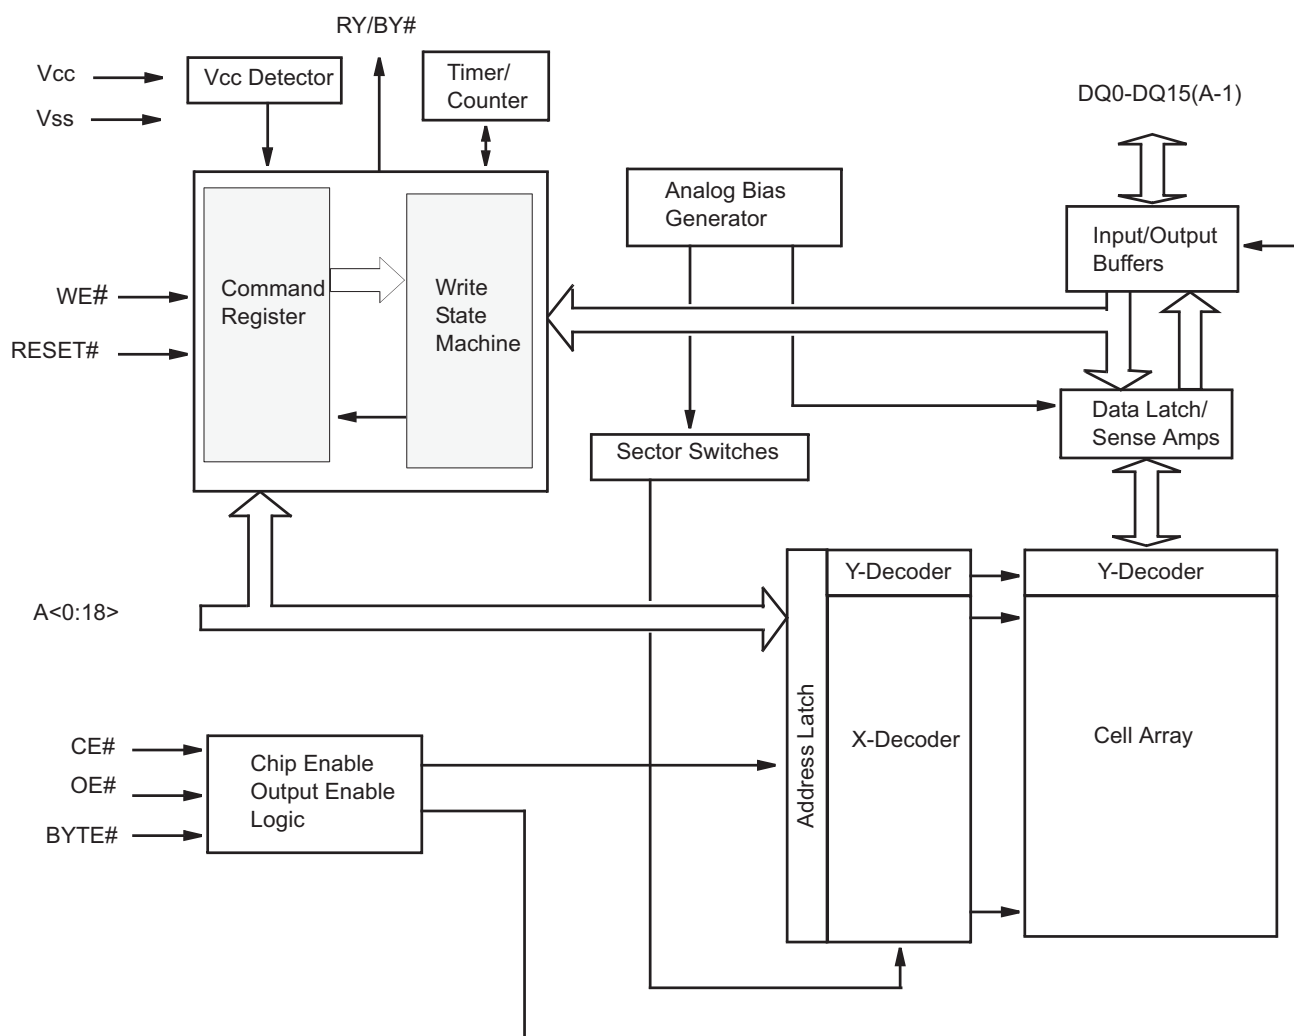 RY/BY#
Vcc
Vss
Vcc Detector
Timer/
Counter
DQ0-DQ15(A-1)
Analog Bias
Generator
Input/Output
Buffers
WE#
RESET#
Command
Register
Write
State
Machine
Data Latch/
Sense Amps
Sector Switches
Y-Decoder
Y-Decoder
A<0:18>
Address Latch
X-Decoder
Cell Array
CE#
OE#
BYTE#
Chip Enable
Output Enable
Logic